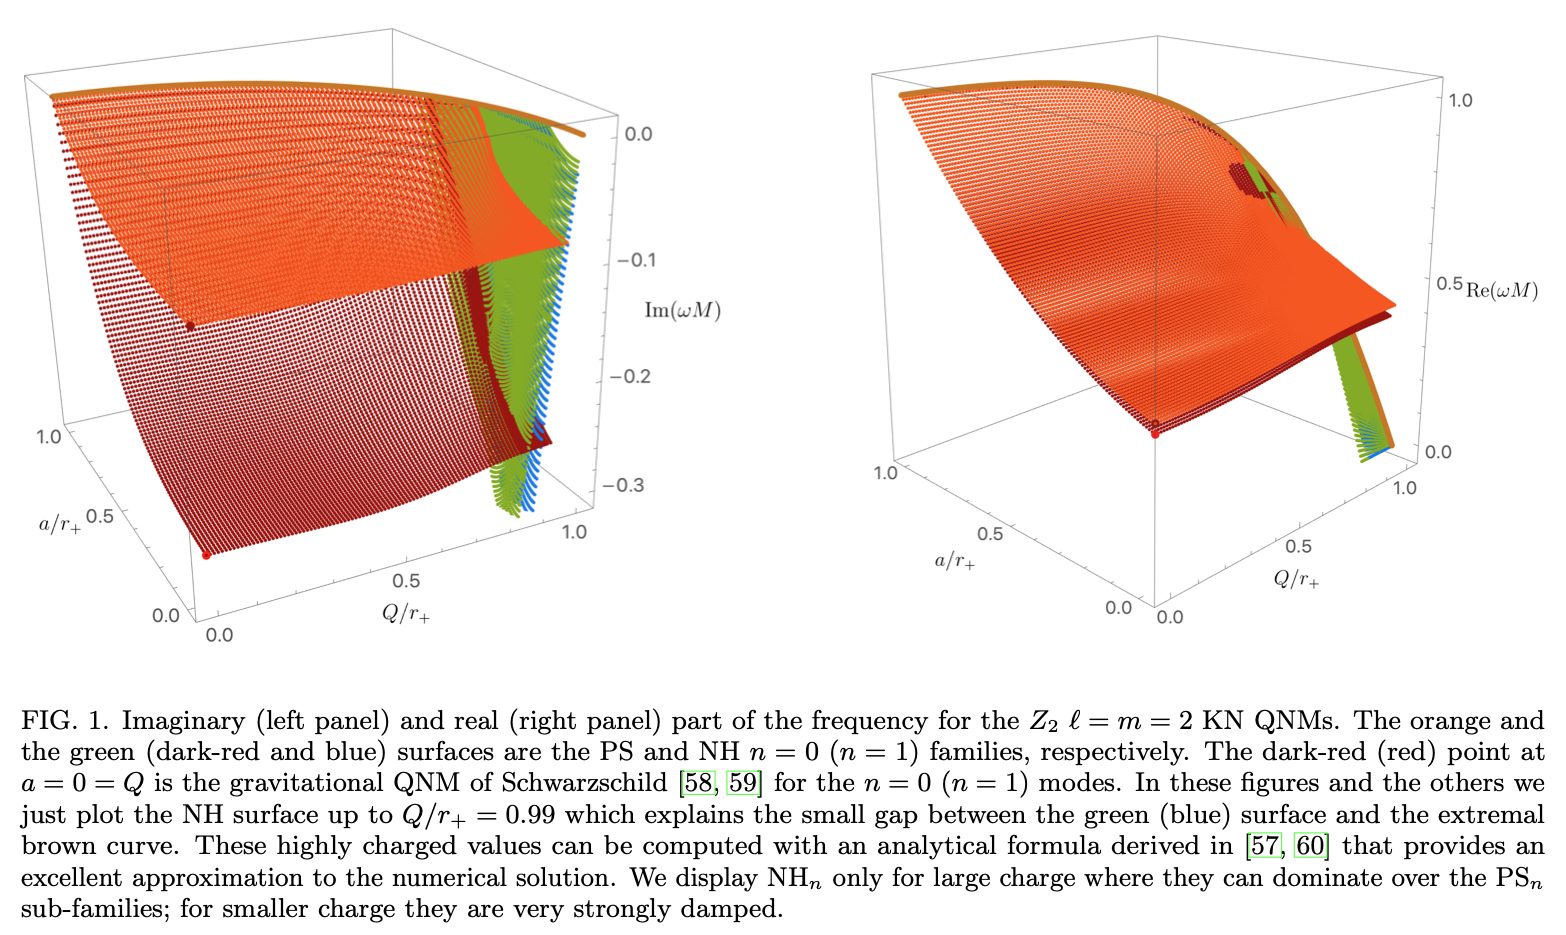 0.0
−0.1
Im(ωM)
−0.2
−0.3
1.0
0.5
0.0
a/r₊
0.0
0.5
1.0
Q/r₊
1.0
0.5
Re(ωM)
0.0
1.0
0.5
0.0
a/r₊
0.0
0.5
1.0
Q/r₊
FIG. 1. Imaginary (left panel) and real (right panel) part of the frequency for the Z₂ ℓ = m = 2 KN QNMs. The orange and
the green (dark-red and blue) surfaces are the PS and NH n = 0 (n = 1) families, respectively. The dark-red (red) point at
a = 0 = Q is the gravitational QNM of Schwarzschild [58, 59] for the n = 0 (n = 1) modes. In these figures and the others we
just plot the NH surface up to Q/r₊ = 0.99 which explains the small gap between the green (blue) surface and the extremal
brown curve. These highly charged values can be computed with an analytical formula derived in [57, 60] that provides an
excellent approximation to the numerical solution. We display NHₙ only for large charge where they can dominate over the PSₙ
sub-families; for smaller charge they are very strongly damped.